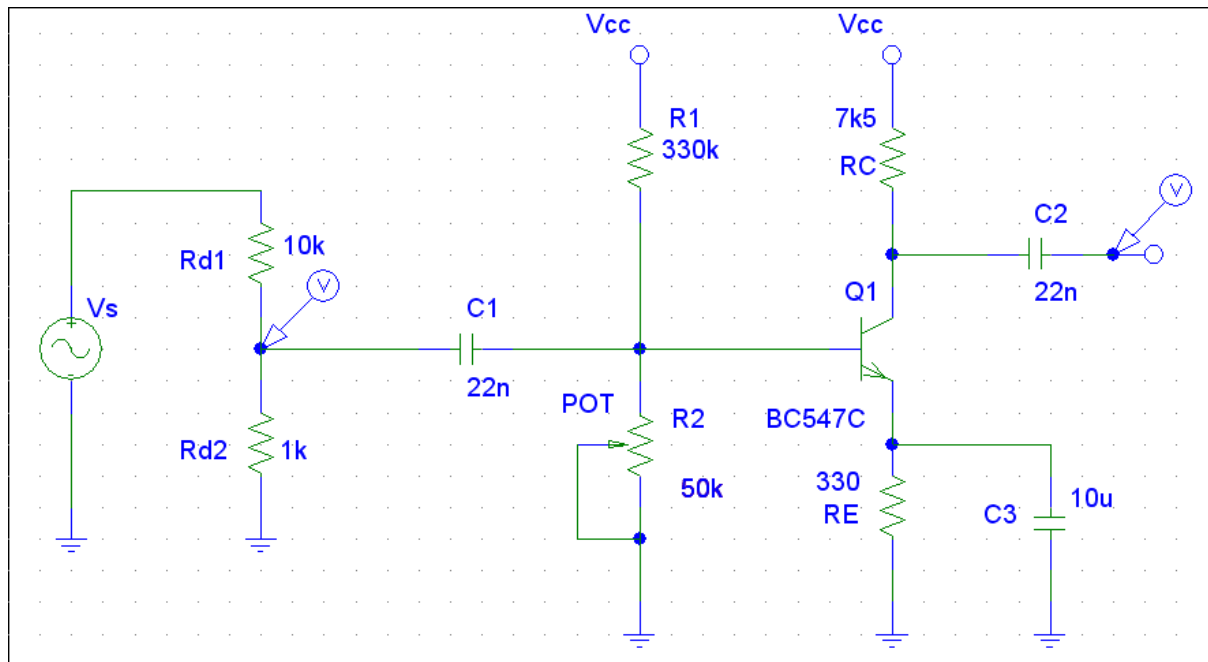 Vcc
Vcc
R1
330k
7k5
RC
V
C2
22n
Rd1
10k
V
Vs
+
-
C1
22n
Q1
POT
R2
50k
BC547C
Rd2
1k
330
RE
C3
10u